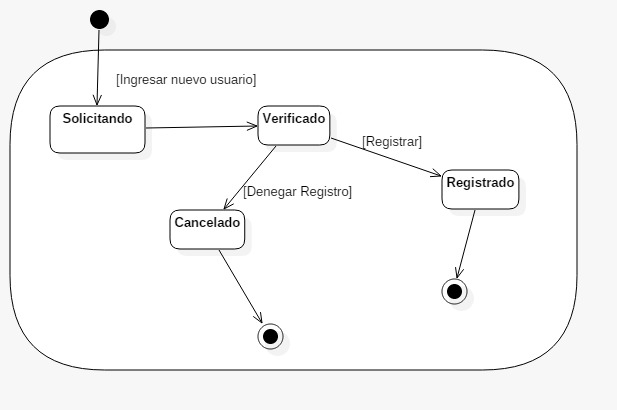 [Ingresar nuevo usuario]
Solicitando
Verificado
[Registrar]
Registrado
[Denegar Registro]
Cancelado